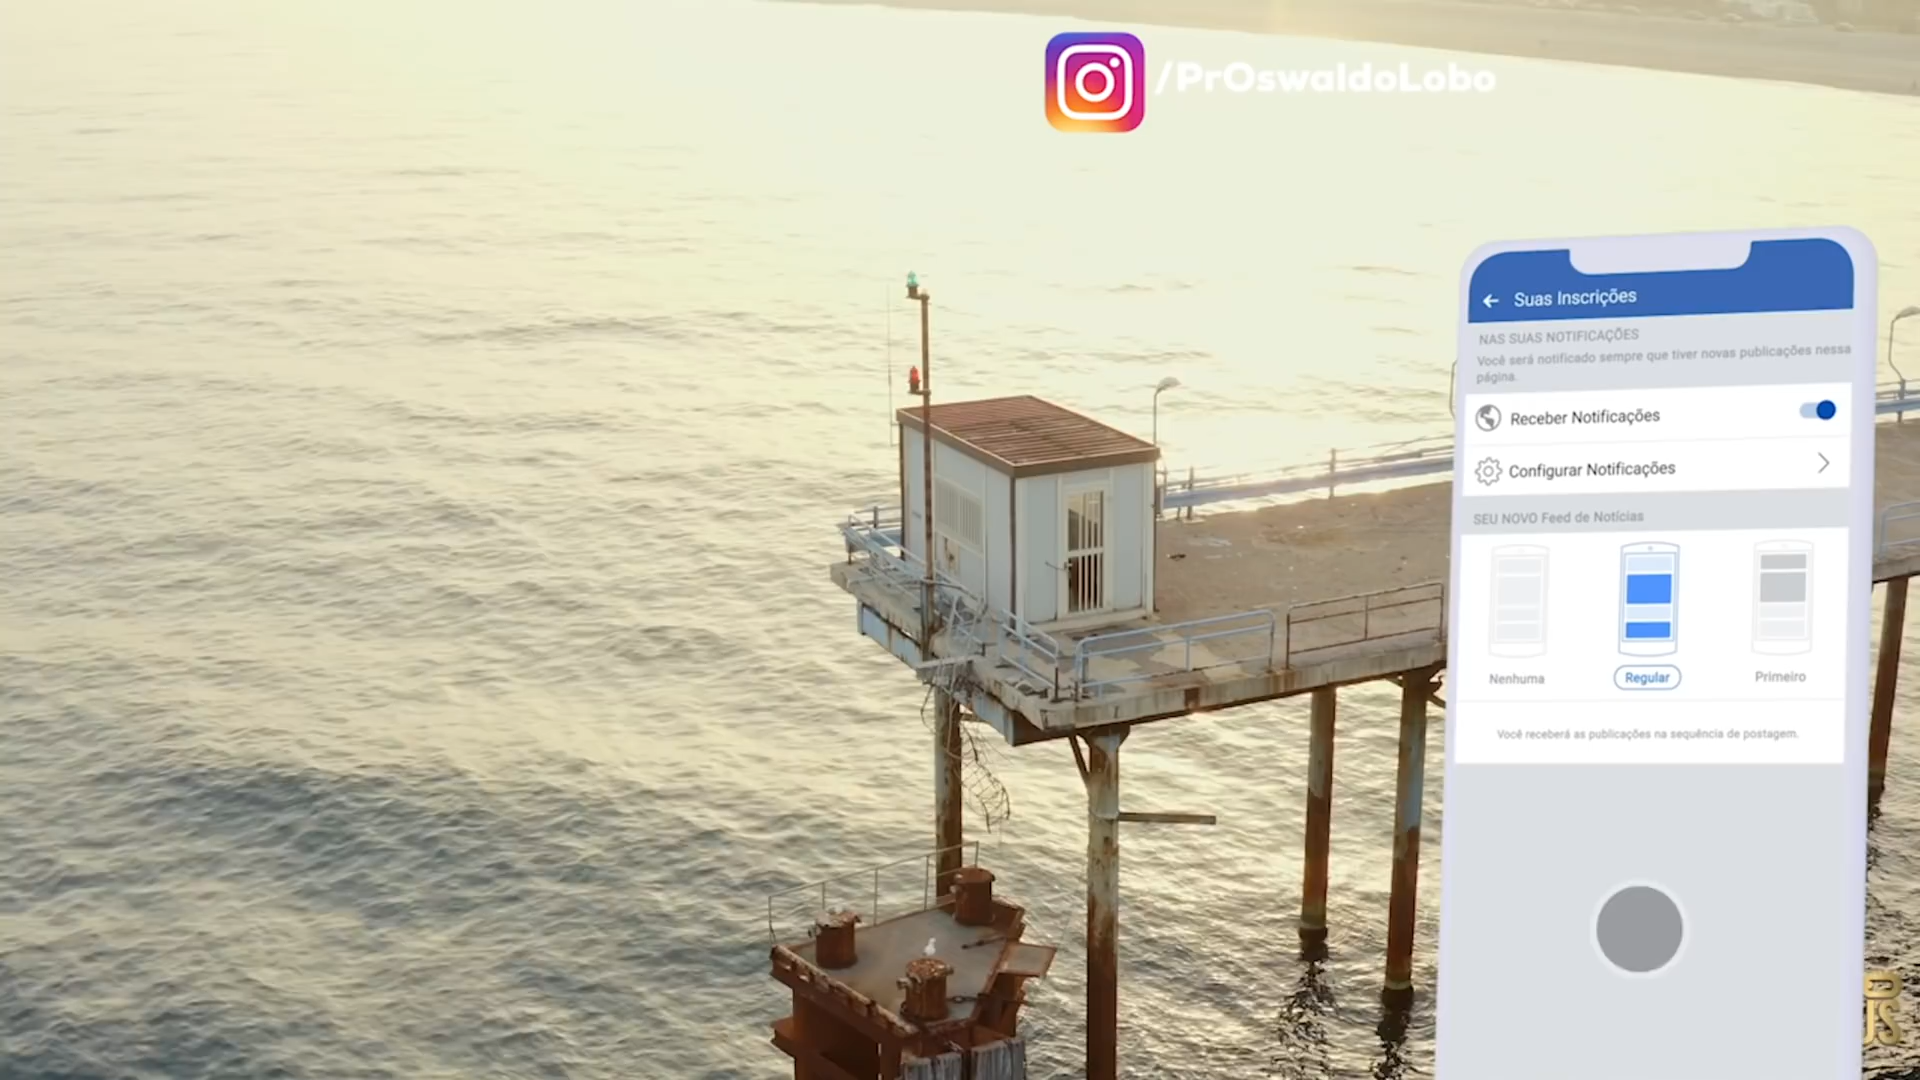 /PrOswaldoLobo
Suas Inscrições
NAS SUAS NOTIFICAÇÕES
Você será notificado sempre que tiver novas publicações nessa
página.
Receber Notificações
Configurar Notificações
SEU NOVO Feed de Notícias
Nenhuma
Regular
Primeiro
Você receberá as publicações na sequência de postagem.
JS